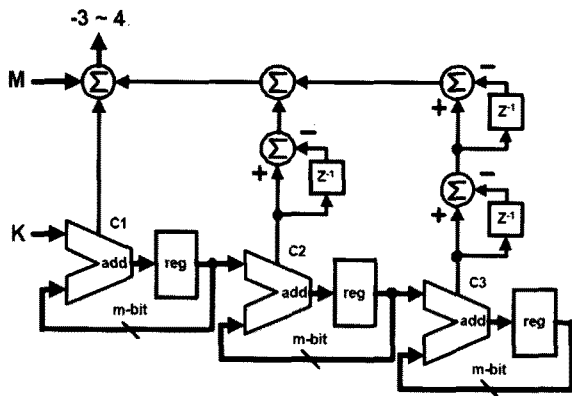 -3 ~ 4
M
Σ
Σ
Σ
−
Z-1
+
Σ
−
Z-1
+
Σ
−
Z-1
+
K
C1
add
reg
m-bit
C2
add
reg
m-bit
C3
add
reg
m-bit